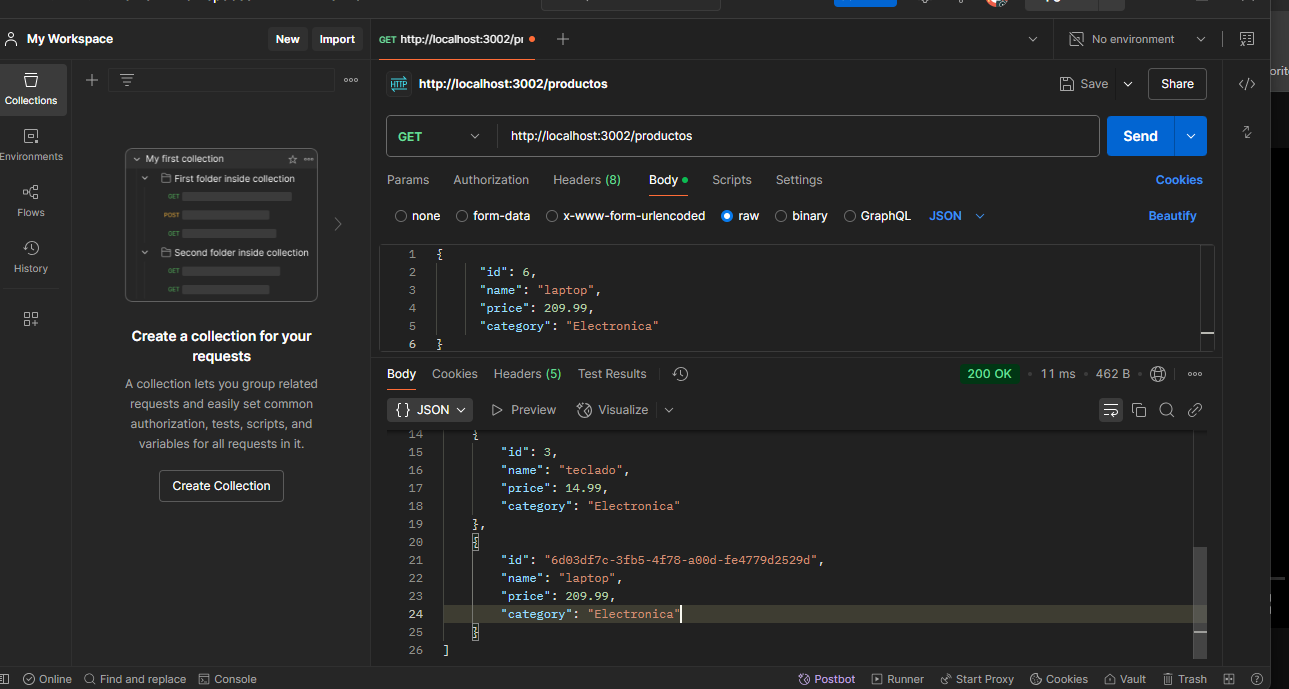 My Workspace
New
Import
GET http://localhost:3002/pr
No environment
Collections
Environments
Flows
History
My first collection
First folder inside collection
GET
POST
GET
Second folder inside collection
GET
GET
Create a collection for your
requests
A collection lets you group related
requests and easily set common
authorization, tests, scripts, and
variables for all requests in it.
Create Collection
HTTP http://localhost:3002/productos
Save
Share
GET http://localhost:3002/productos
Send
Params Authorization Headers (8) Body Scripts Settings Cookies
none form-data x-www-form-urlencoded raw binary GraphQL JSON Beautify
1 {
2 "id": 6,
3 "name": "laptop",
4 "price": 209.99,
5 "category": "Electronica"
6 }
Body Cookies Headers (5) Test Results 200 OK 11 ms 462 B
{} JSON Preview Visualize
14 {
15 "id": 3,
16 "name": "teclado",
17 "price": 14.99,
18 "category": "Electronica"
19 },
20 {
21 "id": "6d03df7c-3fb5-4f78-a00d-fe4779d2529d",
22 "name": "laptop",
23 "price": 209.99,
24 "category": "Electronica"
25 }
26 ]
Online Find and replace Console Postbot Runner Start Proxy Cookies Vault Trash